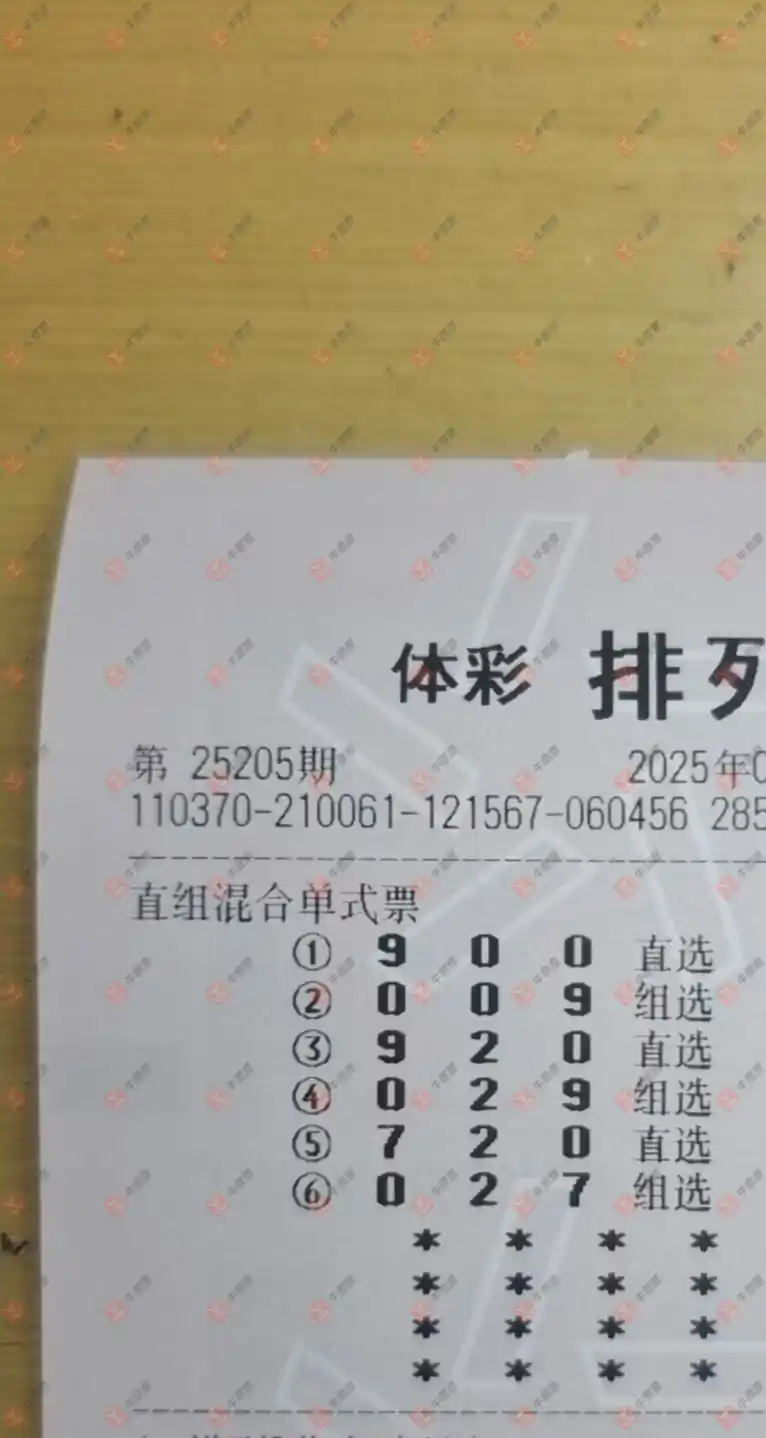 体彩 排列
第 25205期 2025年0
110370-210061-121567-060456 285
直组混合单式票
① 9 0 0 直选
② 0 0 9 组选
③ 9 2 0 直选
④ 0 2 9 组选
⑤ 7 2 0 直选
⑥ 0 2 7 组选
* * * *
* * * *
* * * *
* * * *